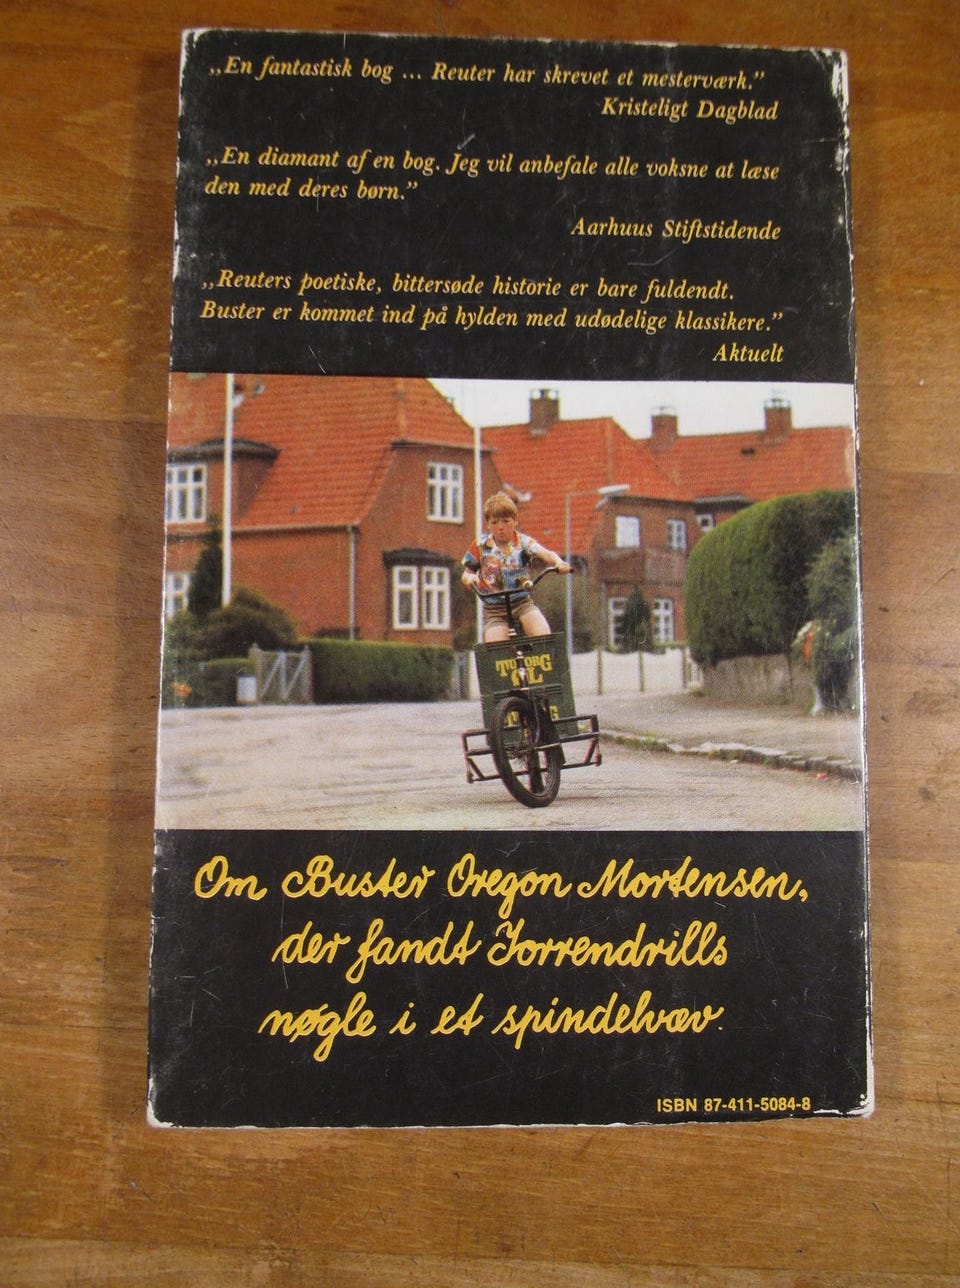 „En fantastisk bog ... Reuter har skrevet et mesterværk.”
Kristeligt Dagblad
„En diamant af en bog. Jeg vil anbefale alle voksne at læse
den med deres børn.”
Aarhuus Stiftstidende
„Reuters poetiske, bittersøde historie er bare fuldendt.
Buster er kommet ind på hylden med udødelige klassikere.”
Aktuelt
TUBORG
ØL
Om Buster Oregon Mortensen,
der fandt Jorrendrills
nøgle i et spindelvæv.
ISBN 87-411-5084-8